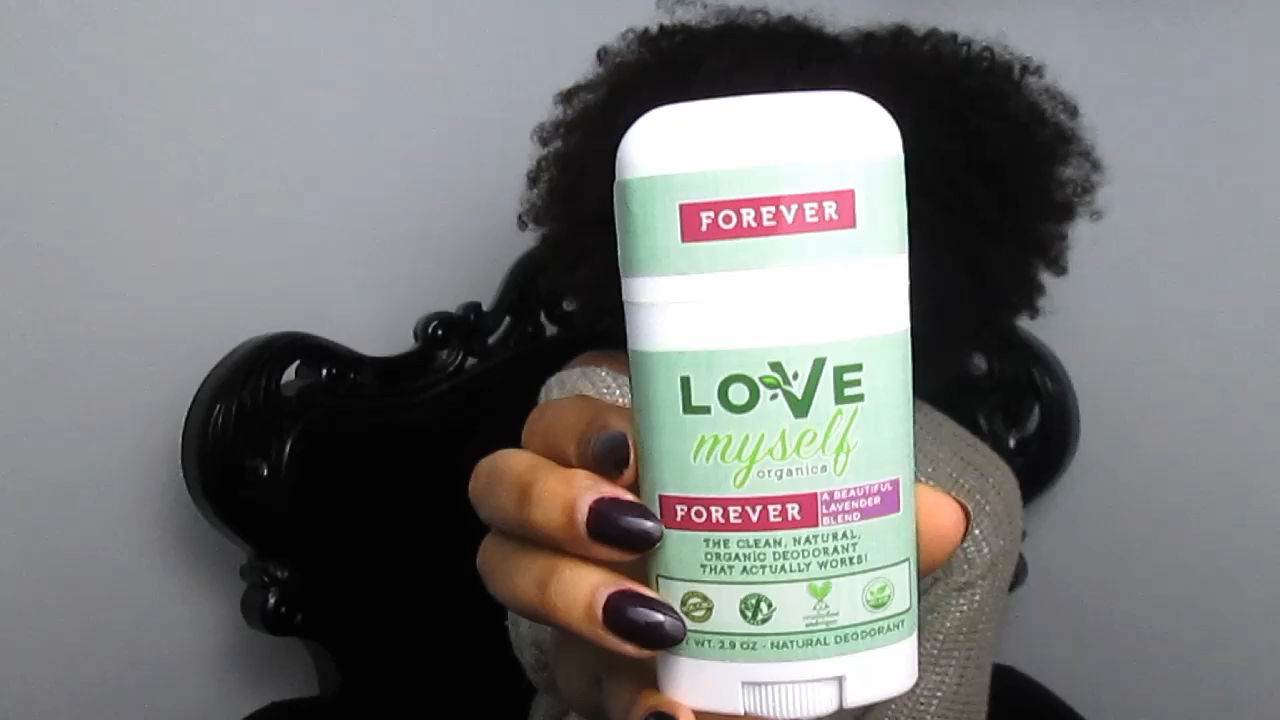 FOREVER
LOVE
myself
organics
FOREVER
A BEAUTIFUL
LAVENDER
BLEND
THE CLEAN, NATURAL,
ORGANIC DEODORANT
THAT ACTUALLY WORKS!
WT. 2.9 OZ - NATURAL DEODORANT